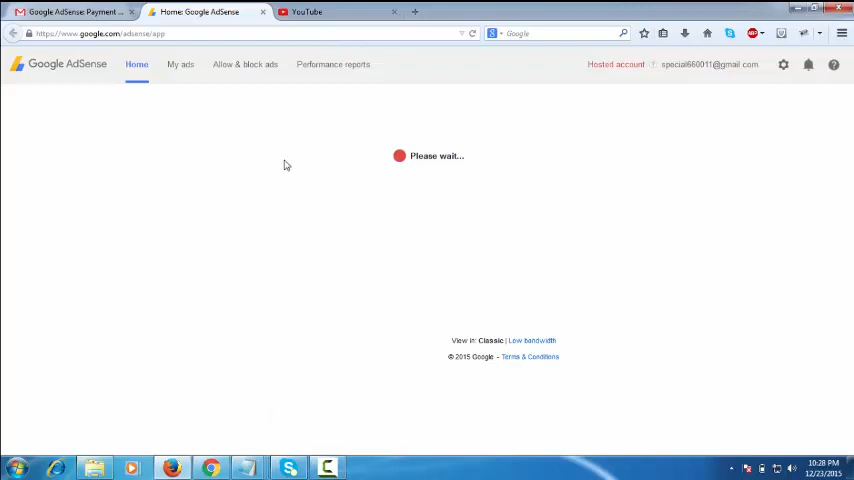 Google AdSense: Payment ...
Home: Google AdSense
YouTube
https://www.google.com/adsense/app
Google
ABP
Google AdSense
Home
My ads
Allow & block ads
Performance reports
Hosted account
?
special660011@gmail.com
Please wait...
View in: Classic | Low bandwidth
© 2015 Google - Terms & Conditions
10:28 PM
12/23/2015